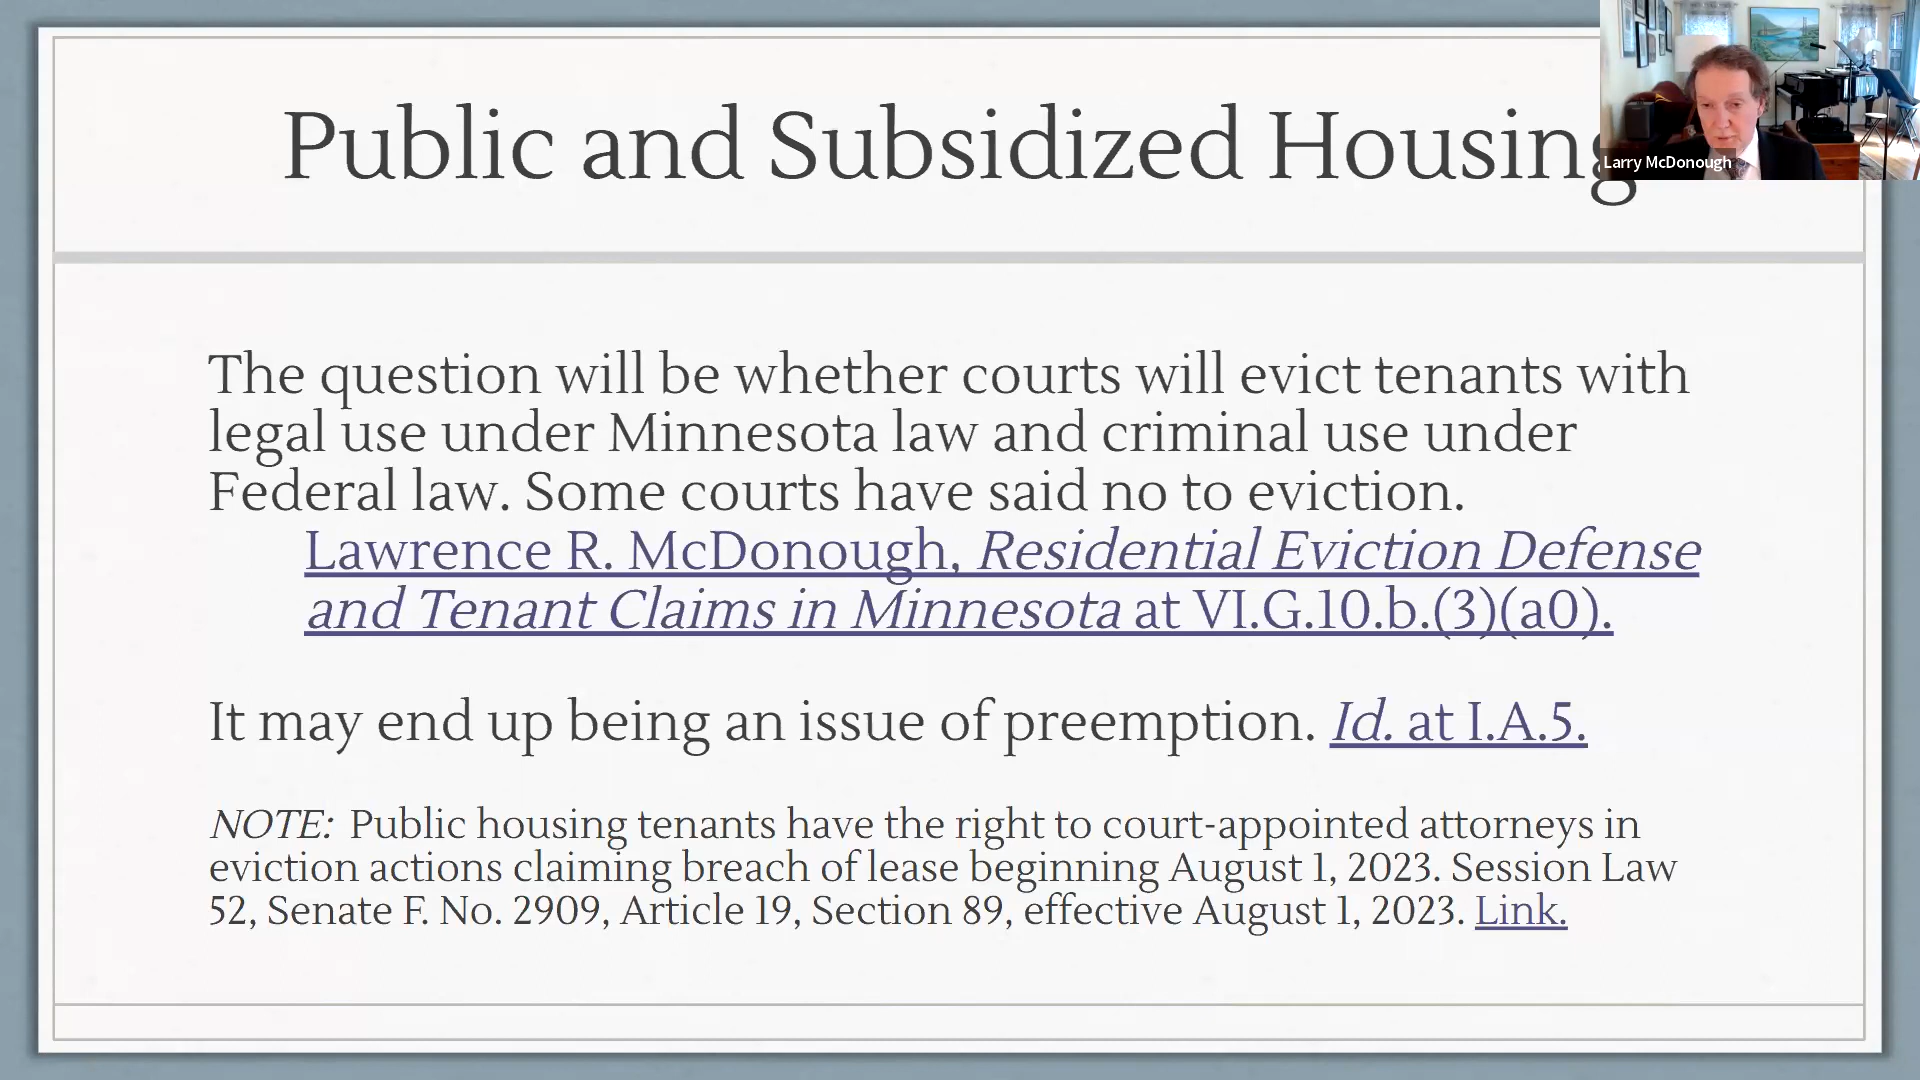 Public and Subsidized Housing
Larry McDonough
The question will be whether courts will evict tenants with
legal use under Minnesota law and criminal use under
Federal law. Some courts have said no to eviction.
Lawrence R. McDonough, Residential Eviction Defense
and Tenant Claims in Minnesota at VI.G.10.b.(3)(a0).
It may end up being an issue of preemption. Id. at I.A.5.
NOTE: Public housing tenants have the right to court-appointed attorneys in
eviction actions claiming breach of lease beginning August 1, 2023. Session Law
52, Senate F. No. 2909, Article 19, Section 89, effective August 1, 2023. Link.